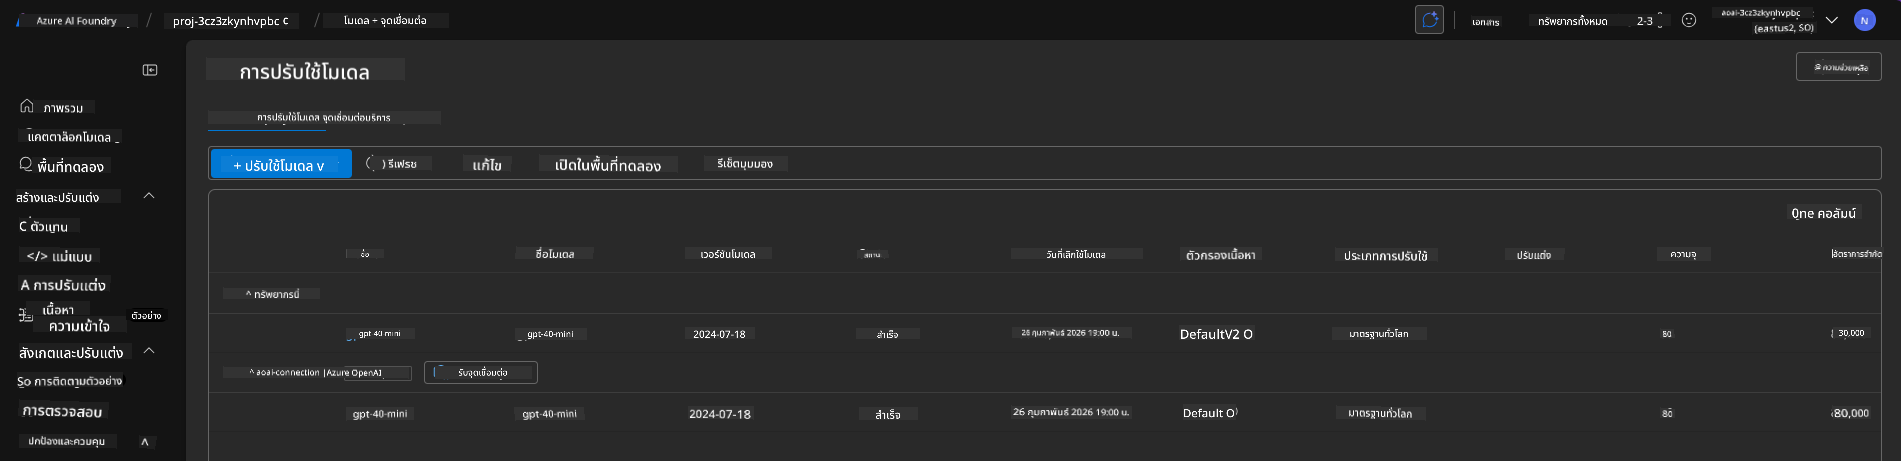 Azure AI Foundry / proj-3cz3zkynhvpbc c / โมเดล + จุดเชื่อมต่อ
เอกสาร
ทรัพยากรทั้งหมด 2-3
aoai-3cz3zkynhvpbc
(eastus2, SO)
N
การปรับใช้โมเดล
ความช่วยเหลือ
ภาพรวม
แคตตาล็อกโมเดล
พื้นที่ทดลอง
สร้างและปรับแต่ง
C ตัวแทน
</> แม่แบบ
A การปรับแต่ง
เนื้อหา
ความเข้าใจ
ตัวอย่าง
สังเกตและปรับแต่ง
So การติดตามตัวอย่าง
การตรวจสอบ
ปกป้องและควบคุม ^
การปรับใช้โมเดล จุดเชื่อมต่อบริการ
+ ปรับใช้โมเดล v
) รีเฟรช
แก้ไข
เปิดในพื้นที่ทดลอง
รีเซ็ตมุมมอง
คอลัมน์
ชื่อ ชื่อโมเดล เวอร์ชันโมเดล สถานะ วันที่เลิกใช้โมเดล ตัวกรองเนื้อหา ประเภทการปรับใช้ ปรับแต่ง ความจุ อัตราการจำกัด
^ ทรัพยากรนี้
gpt-40-mini gpt-40-mini 2024-07-18 สำเร็จ 26 กุมภาพันธ์ 2026 19:00 น. DefaultV2 O มาตรฐานทั่วโลก 80 30,000
^ aoai-connection |Azure OpenAI
รับจุดเชื่อมต่อ
gpt-40-mini gpt-40-mini 2024-07-18 สำเร็จ 26 กุมภาพันธ์ 2026 19:00 น. Default O มาตรฐานทั่วโลก 80 80,000